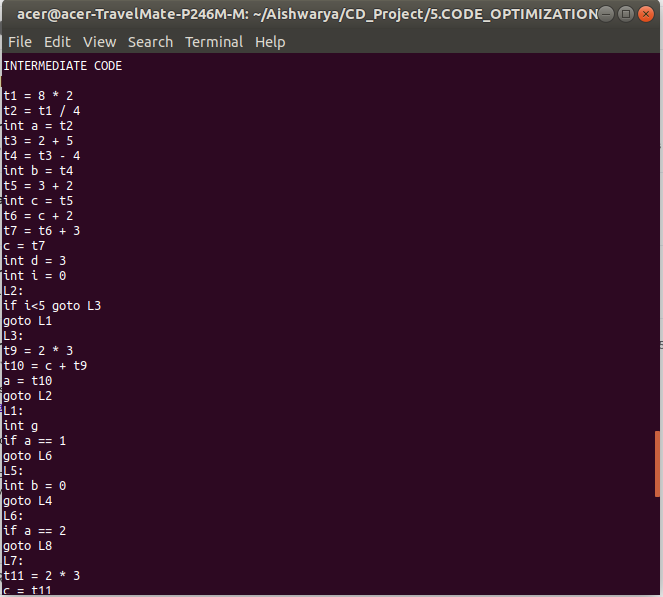 acer@acer-TravelMate-P246M-M: ~/Aishwarya/CD_Project/5.CODE_OPTIMIZATION
File Edit View Search Terminal Help
INTERMEDIATE CODE
t1 = 8 * 2
t2 = t1 / 4
int a = t2
t3 = 2 + 5
t4 = t3 - 4
int b = t4
t5 = 3 + 2
int c = t5
t6 = c + 2
t7 = t6 + 3
c = t7
int d = 3
int i = 0
L2:
if i<5 goto L3
goto L1
L3:
t9 = 2 * 3
t10 = c + t9
a = t10
goto L2
L1:
int g
if a == 1
goto L6
L5:
int b = 0
goto L4
L6:
if a == 2
goto L8
L7:
t11 = 2 * 3
c = t11